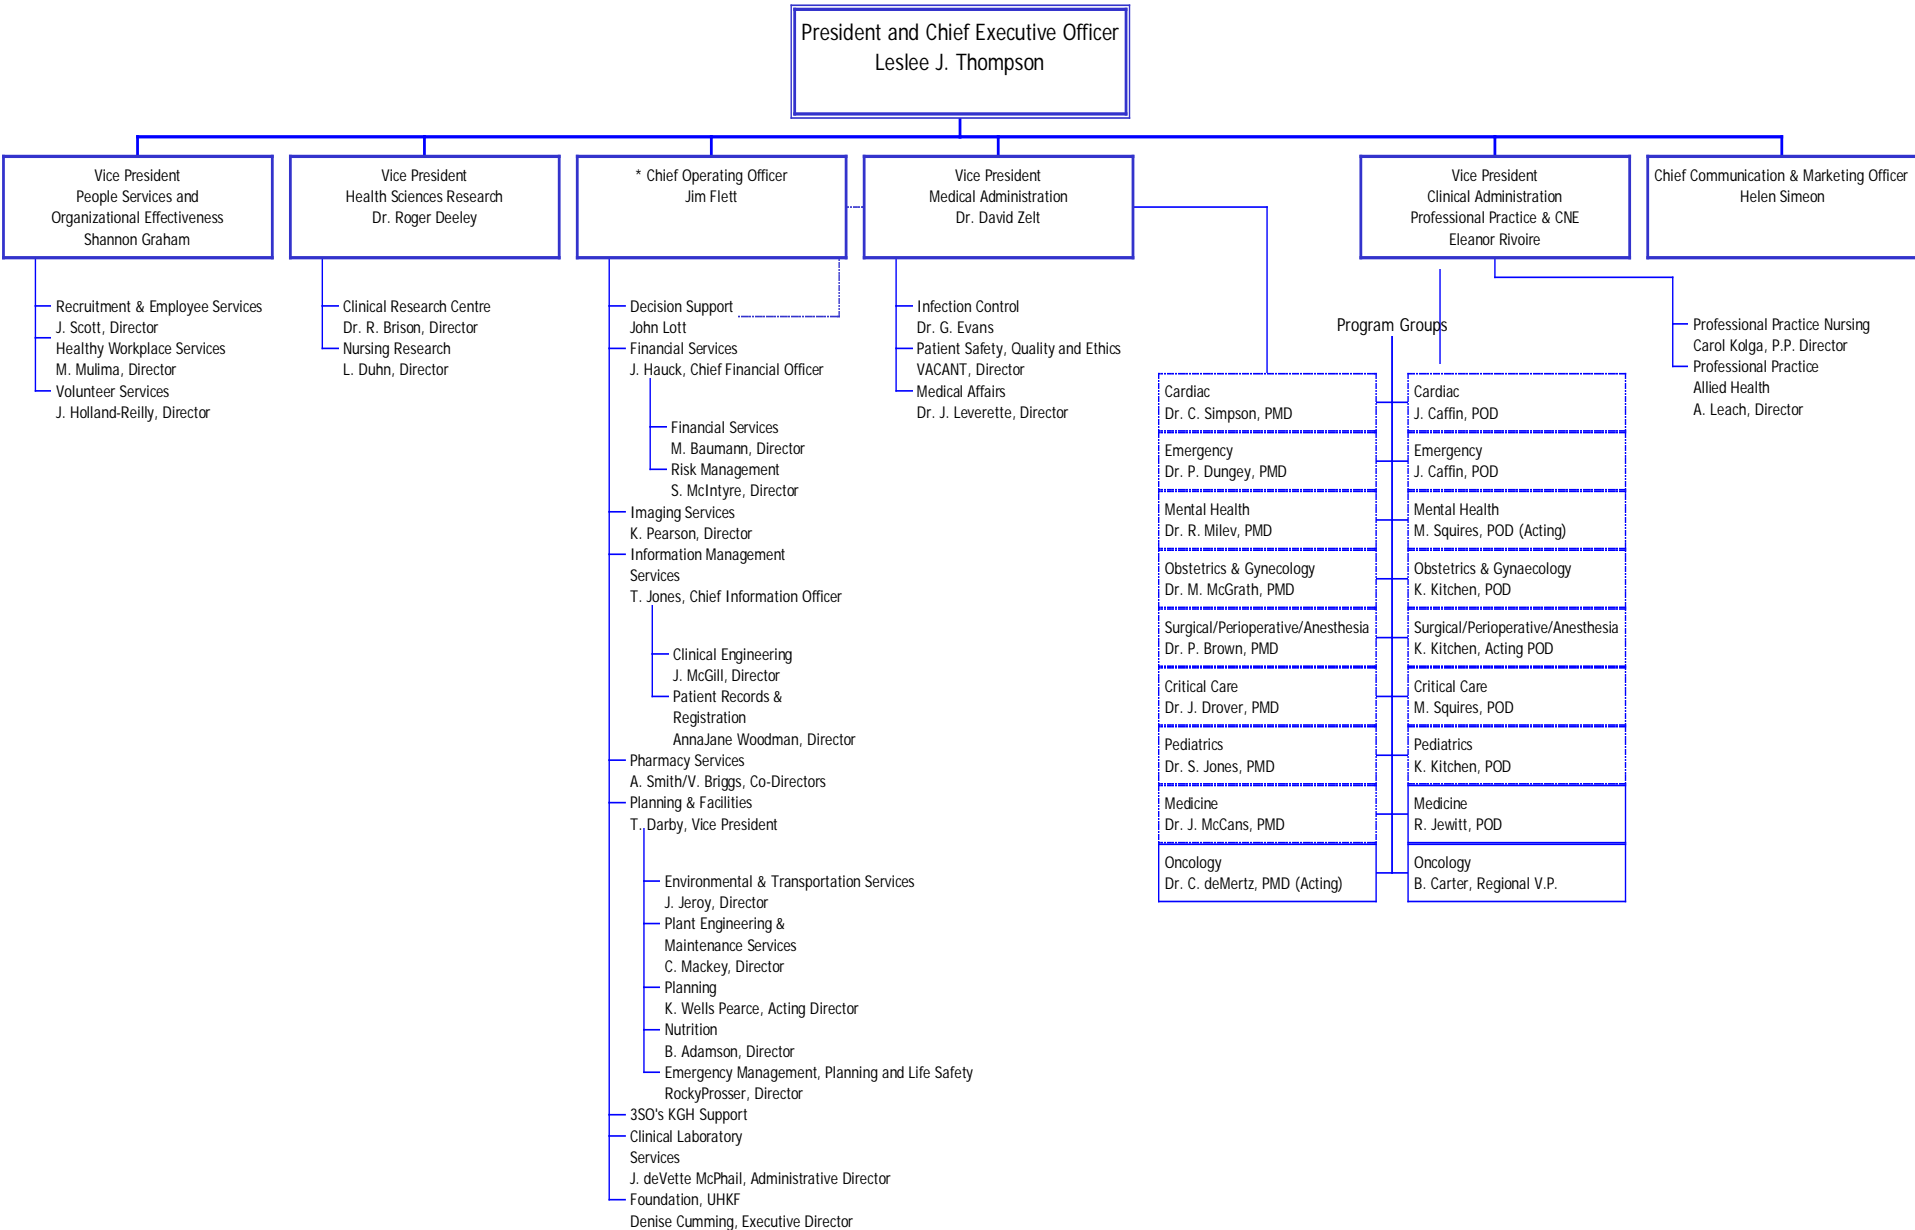 President and Chief Executive Officer
Leslee J. Thompson
Vice President
People Services and
Organizational Effectiveness
Shannon Graham
Vice President
Health Sciences Research
Dr. Roger Deeley
* Chief Operating Officer
Jim Flett
Vice President
Medical Administration
Dr. David Zelt
Vice President
Clinical Administration
Professional Practice & CNE
Eleanor Rivoire
Chief Communication & Marketing Officer
Helen Simeon
Recruitment & Employee Services
J. Scott, Director
Healthy Workplace Services
M. Mulima, Director
Volunteer Services
J. Holland-Reilly, Director
Clinical Research Centre
Dr. R. Brison, Director
Nursing Research
L. Duhn, Director
Decision Support
John Lott
Financial Services
J. Hauck, Chief Financial Officer
Financial Services
M. Baumann, Director
Risk Management
S. McIntyre, Director
Imaging Services
K. Pearson, Director
Information Management
Services
T. Jones, Chief Information Officer
Clinical Engineering
J. McGill, Director
Patient Records &
Registration
AnnaJane Woodman, Director
Pharmacy Services
A. Smith/V. Briggs, Co-Directors
Planning & Facilities
T. Darby, Vice President
Environmental & Transportation Services
J. Jeroy, Director
Plant Engineering &
Maintenance Services
C. Mackey, Director
Planning
K. Wells Pearce, Acting Director
Nutrition
B. Adamson, Director
Emergency Management, Planning and Life Safety
RockyProsser, Director
3SO's KGH Support
Clinical Laboratory
Services
J. deVette McPhail, Administrative Director
Foundation, UHKF
Denise Cumming, Executive Director
Infection Control
Dr. G. Evans
Patient Safety, Quality and Ethics
VACANT, Director
Medical Affairs
Dr. J. Leverette, Director
Program Groups
Cardiac
Dr. C. Simpson, PMD
Emergency
Dr. P. Dungey, PMD
Mental Health
Dr. R. Milev, PMD
Obstetrics & Gynecology
Dr. M. McGrath, PMD
Surgical/Perioperative/Anesthesia
Dr. P. Brown, PMD
Critical Care
Dr. J. Drover, PMD
Pediatrics
Dr. S. Jones, PMD
Medicine
Dr. J. McCans, PMD
Oncology
Dr. C. deMertz, PMD (Acting)
Cardiac
J. Caffin, POD
Emergency
J. Caffin, POD
Mental Health
M. Squires, POD (Acting)
Obstetrics & Gynaecology
K. Kitchen, POD
Surgical/Perioperative/Anesthesia
K. Kitchen, Acting POD
Critical Care
M. Squires, POD
Pediatrics
K. Kitchen, POD
Medicine
R. Jewitt, POD
Oncology
B. Carter, Regional V.P.
Professional Practice Nursing
Carol Kolga, P.P. Director
Professional Practice
Allied Health
A. Leach, Director